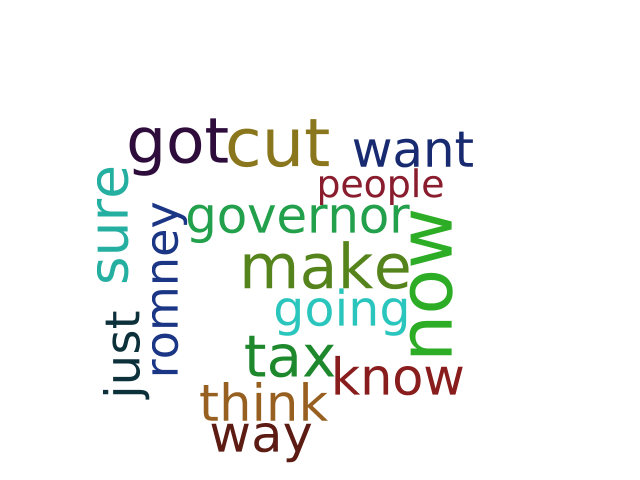 got
cut
want
people
sure
governor
romney
now
make
going
just
tax
know
think
way